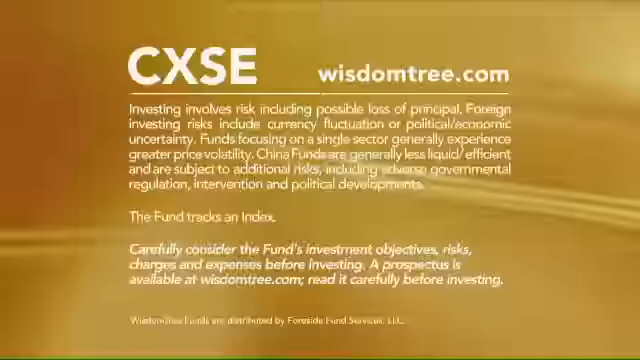 CXSE
wisdomtree.com
Investing involves risk including possible loss of principal. Foreign
investing risks include currency fluctuation or political/economic
uncertainty. Funds focusing on a single sector generally experience
greater price volatility. China Funds are generally less liquid/efficient
and are subject to additional risks, including adverse governmental
regulation, intervention and political developments.
The Fund tracks an Index.
Carefully consider the Fund's investment objectives, risks,
charges and expenses before investing. A prospectus is
available at wisdomtree.com; read it carefully before investing.
WisdomTree Funds are distributed by Foreside Fund Services, LLC.